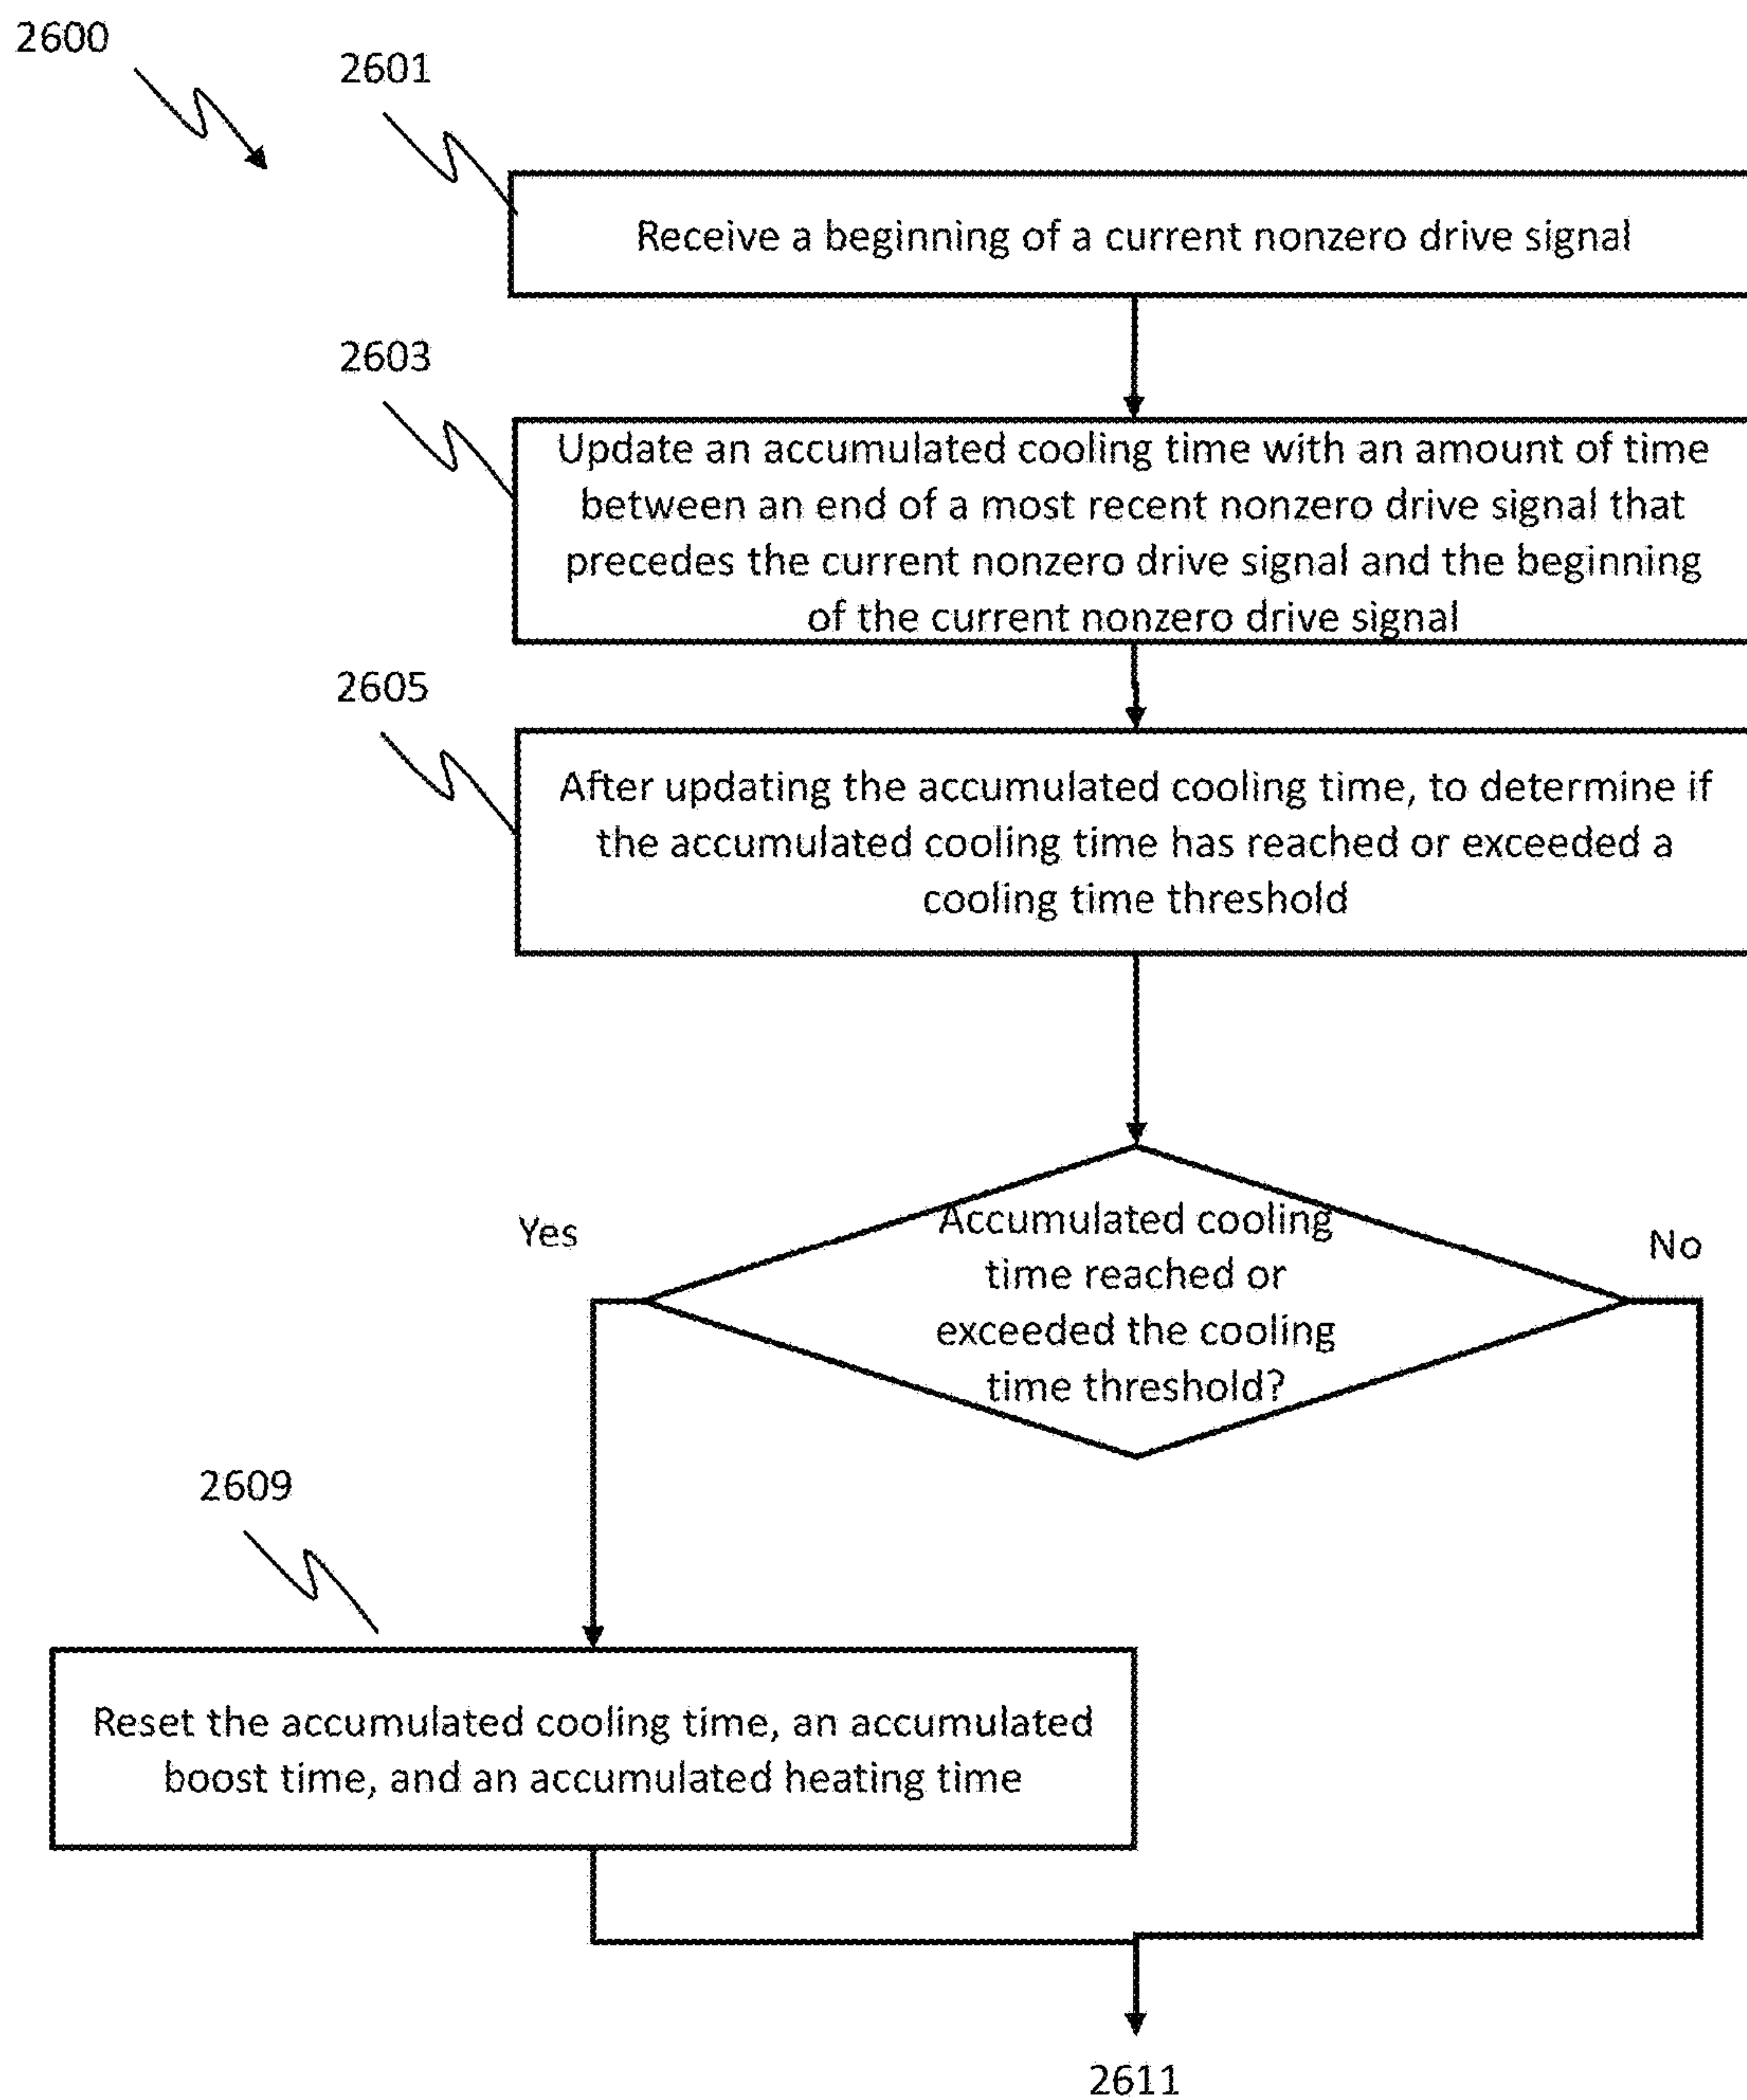 2600
2601
Receive a beginning of a current nonzero drive signal
2603
Update an accumulated cooling time with an amount of time
between an end of a most recent nonzero drive signal that
precedes the current nonzero drive signal and the beginning
of the current nonzero drive signal
2605
After updating the accumulated cooling time, to determine if
the accumulated cooling time has reached or exceeded a
cooling time threshold
Yes
Accumulated cooling
time reached or
exceeded the cooling
time threshold?
No
2609
Reset the accumulated cooling time, an accumulated
boost time, and an accumulated heating time
2611